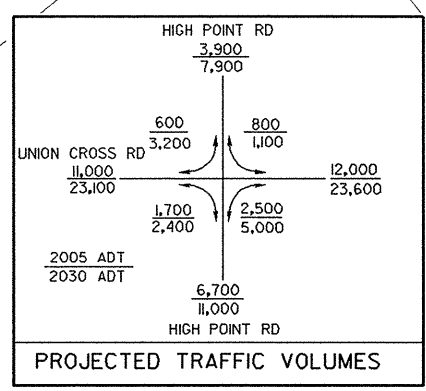 HIGH POINT RD
3,900
7,900
600
3,200
800
1,100
UNION CROSS RD
11,000
23,100
12,000
23,600
1,700
2,400
2,500
5,000
2005 ADT
2030 ADT
6,700
11,000
HIGH POINT RD
PROJECTED TRAFFIC VOLUMES